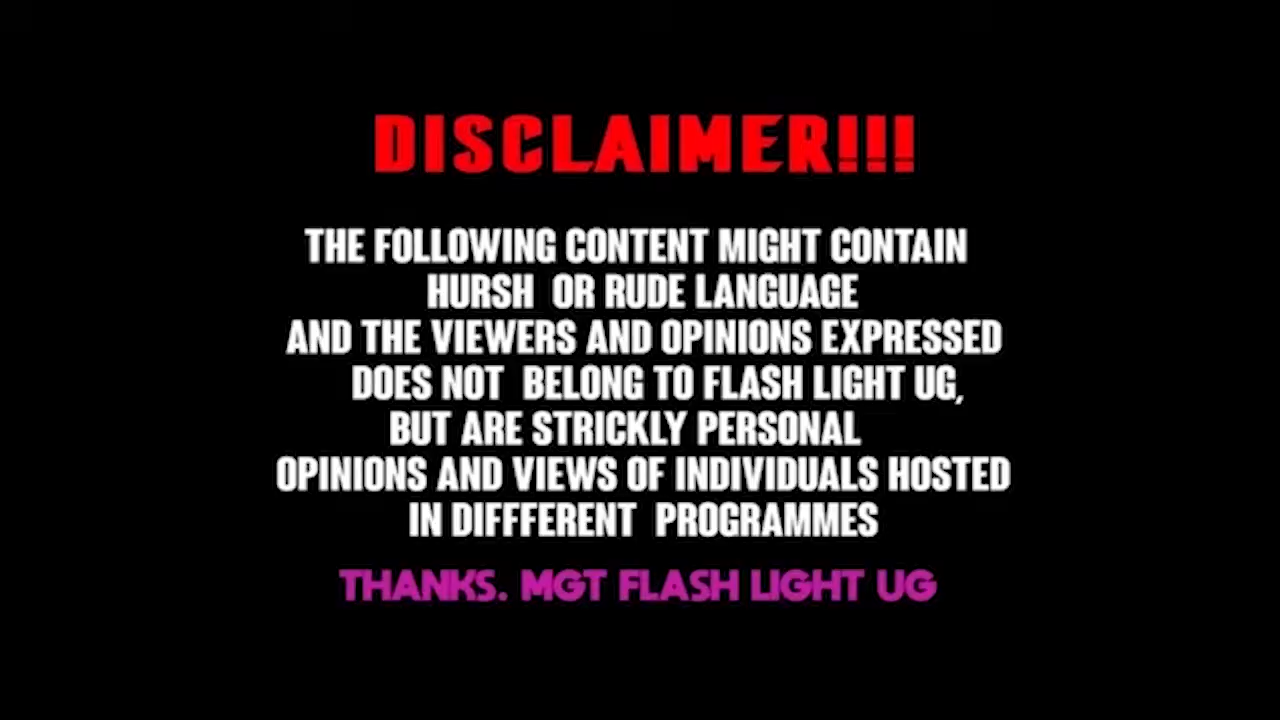 DISCLAIMER!!!
THE FOLLOWING CONTENT MIGHT CONTAIN
HURSH OR RUDE LANGUAGE
AND THE VIEWERS AND OPINIONS EXPRESSED
DOES NOT BELONG TO FLASH LIGHT UG,
BUT ARE STRICKLY PERSONAL
OPINIONS AND VIEWS OF INDIVIDUALS HOSTED
IN DIFFFERENT PROGRAMMES
THANKS. MGT FLASH LIGHT UG